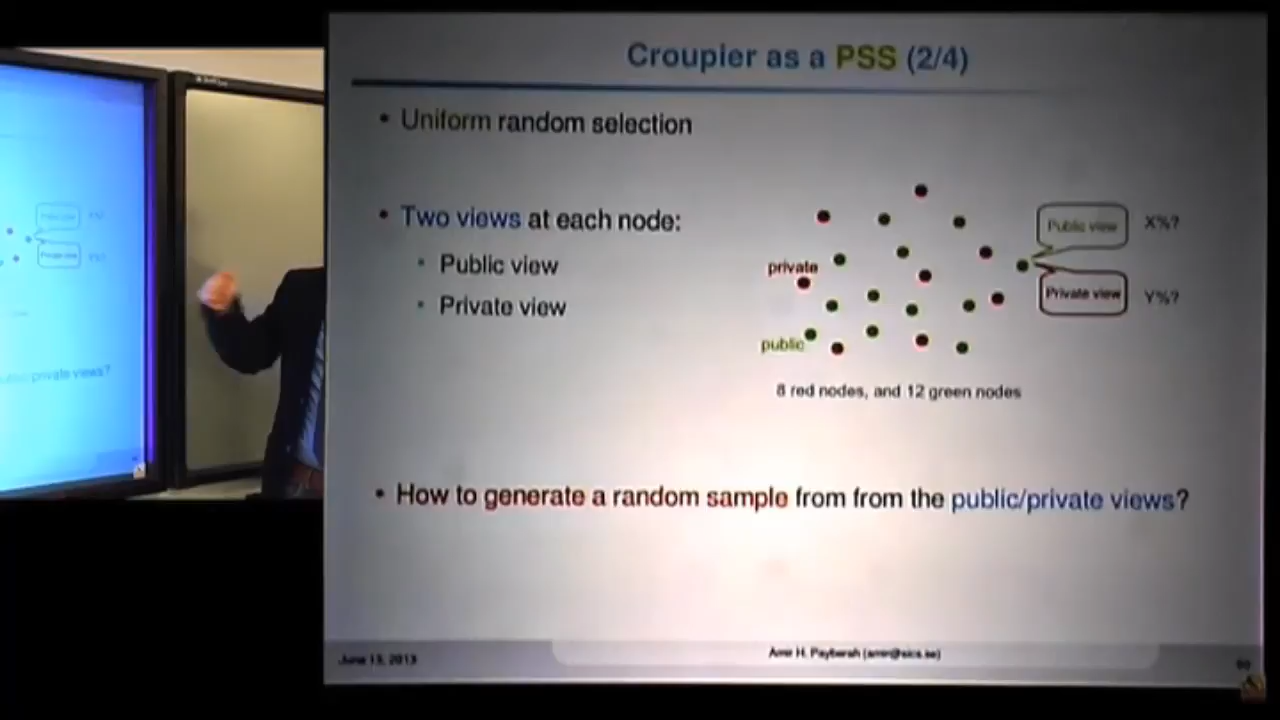 Croupier as a PSS (2/4)
• Uniform random selection
• Two views at each node:
• Public view
• Private view
Public view
X%?
private
Private view
Y%?
public
8 red nodes, and 12 green nodes
• How to generate a random sample from from the public/private views?
June 13, 2013
Amir H. Payberah (amir@sics.se)
private views?